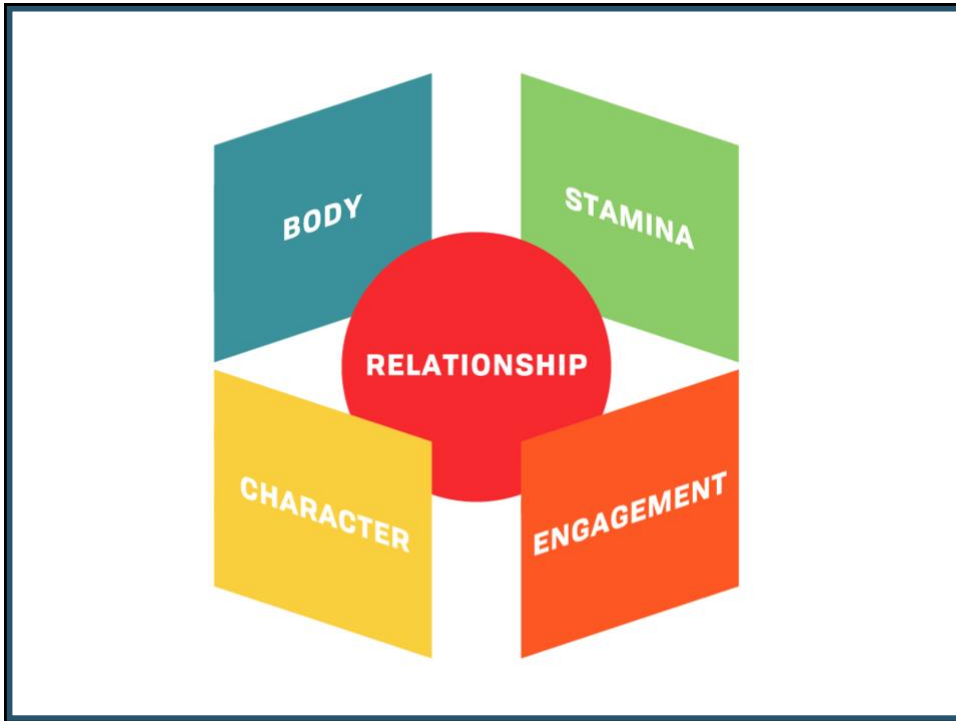 BODY
STAMINA
RELATIONSHIP
CHARACTER
ENGAGEMENT